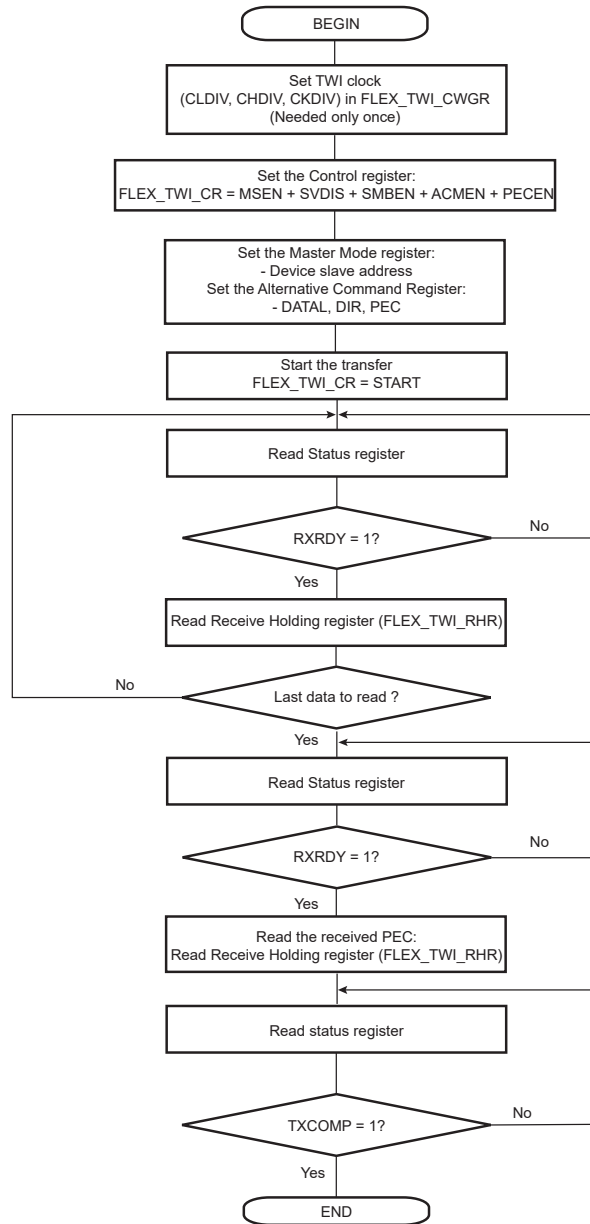 BEGIN
Set TWI clock
(CLDIV, CHDIV, CKDIV) in FLEX_TWI_CWGR
(Needed only once)
Set the Control register:
FLEX_TWI_CR = MSEN + SVDIS + SMBEN + ACMEN + PECEN
Set the Master Mode register:
- Device slave address
Set the Alternative Command Register:
- DATAL, DIR, PEC
Start the transfer
FLEX_TWI_CR = START
Read Status register
RXRDY = 1?
No
Yes
Read Receive Holding register (FLEX_TWI_RHR)
No
Last data to read ?
Yes
Read Status register
RXRDY = 1?
No
Yes
Read the received PEC:
Read Receive Holding register (FLEX_TWI_RHR)
Read status register
TXCOMP = 1?
No
Yes
END